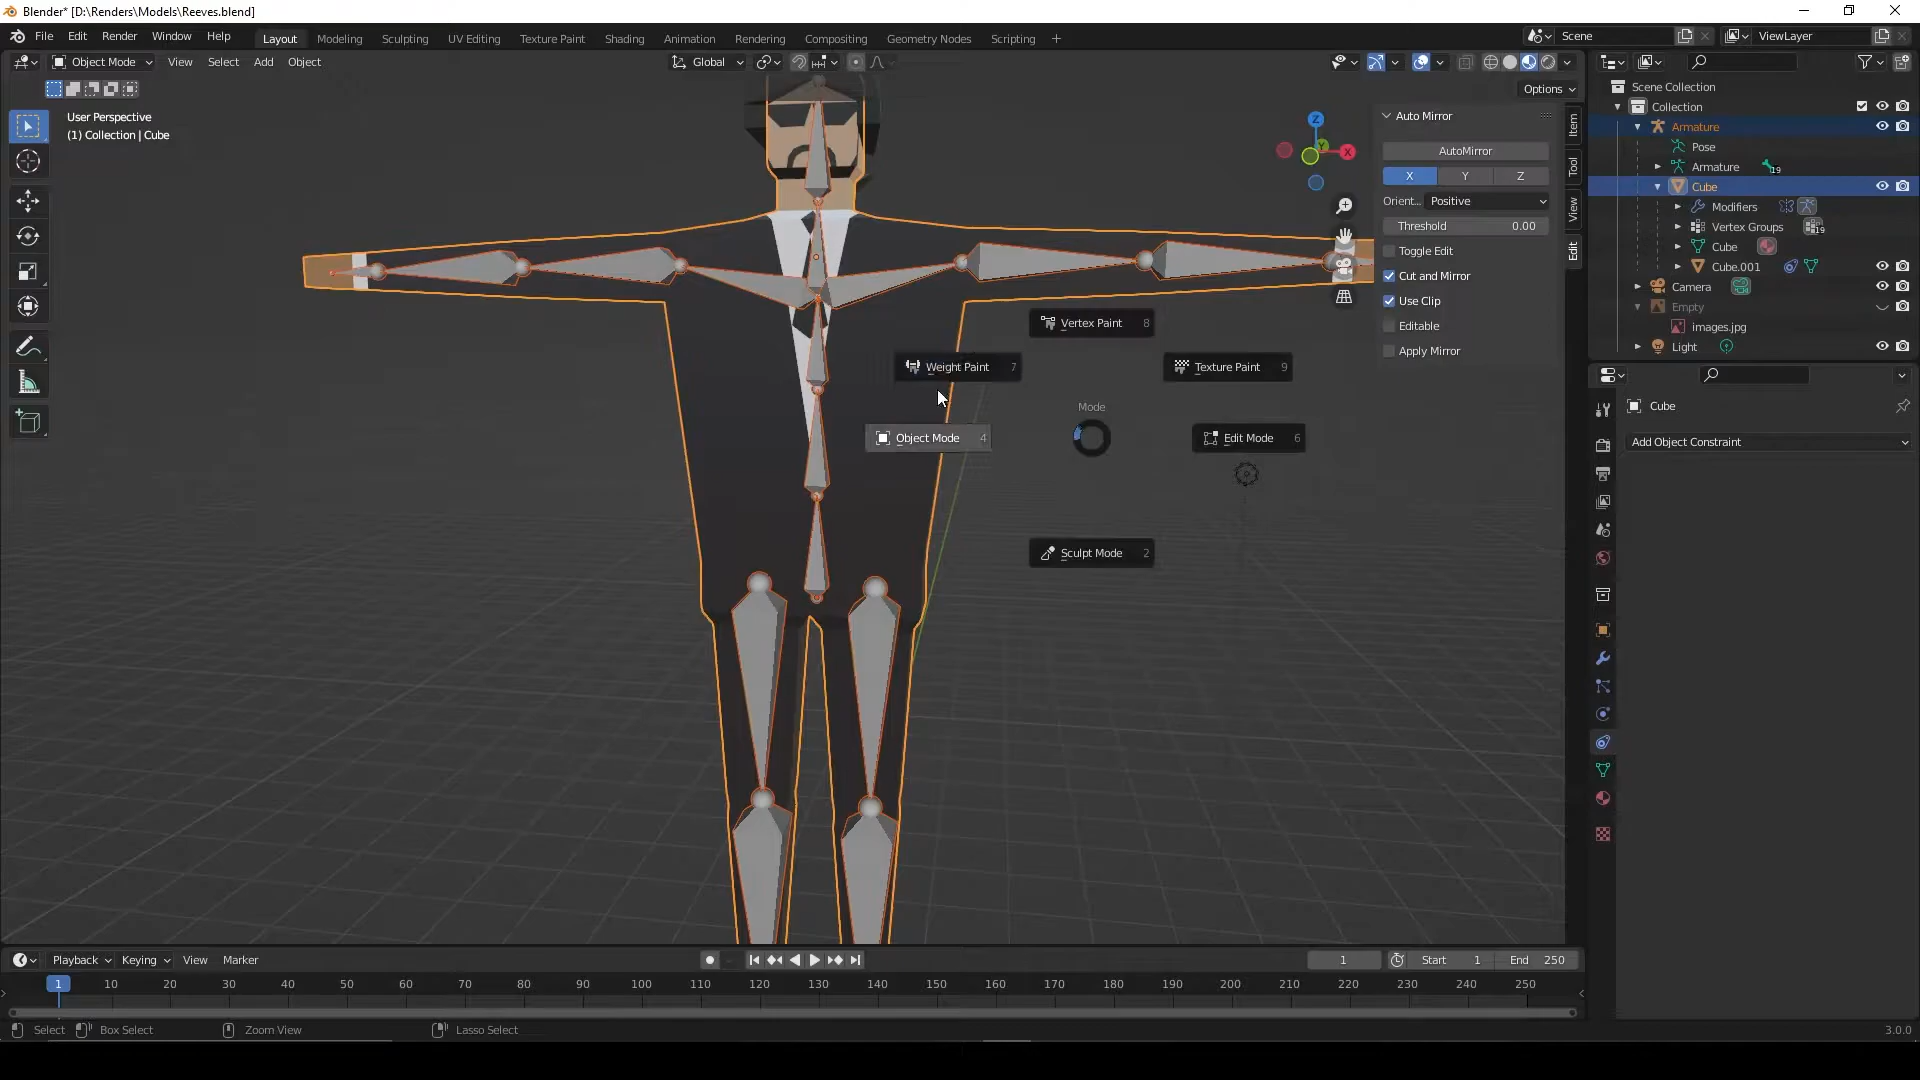 Blender* [D:\Renders\Models\Reeves.blend]
File Edit Render Window Help Layout Modeling Sculpting UV Editing Texture Paint Shading Animation Rendering Compositing Geometry Nodes Scripting + Scene ViewLayer
Object Mode View Select Add Object Global
Options
User Perspective
(1) Collection | Cube
Auto Mirror
AutoMirror
X Y Z
Orient... Positive
Threshold 0.00
Toggle Edit
Cut and Mirror
Use Clip
Editable
Apply Mirror
Item
Tool
View
Edit
Z
Y
X
Vertex Paint 8
Weight Paint 7
Texture Paint 9
Mode
Object Mode 4
Edit Mode 6
Sculpt Mode 2
Scene Collection
Collection
Armature
Pose
Armature 19
Cube
Modifiers
Vertex Groups 19
Cube
Cube.001
Camera
Empty
images.jpg
Light
Cube
Add Object Constraint
Playback Keying View Marker 1 Start 1 End 250
1 10 20 30 40 50 60 70 80 90 100 110 120 130 140 150 160 170 180 190 200 210 220 230 240 250
Select Box Select Zoom View Lasso Select 3.0.0